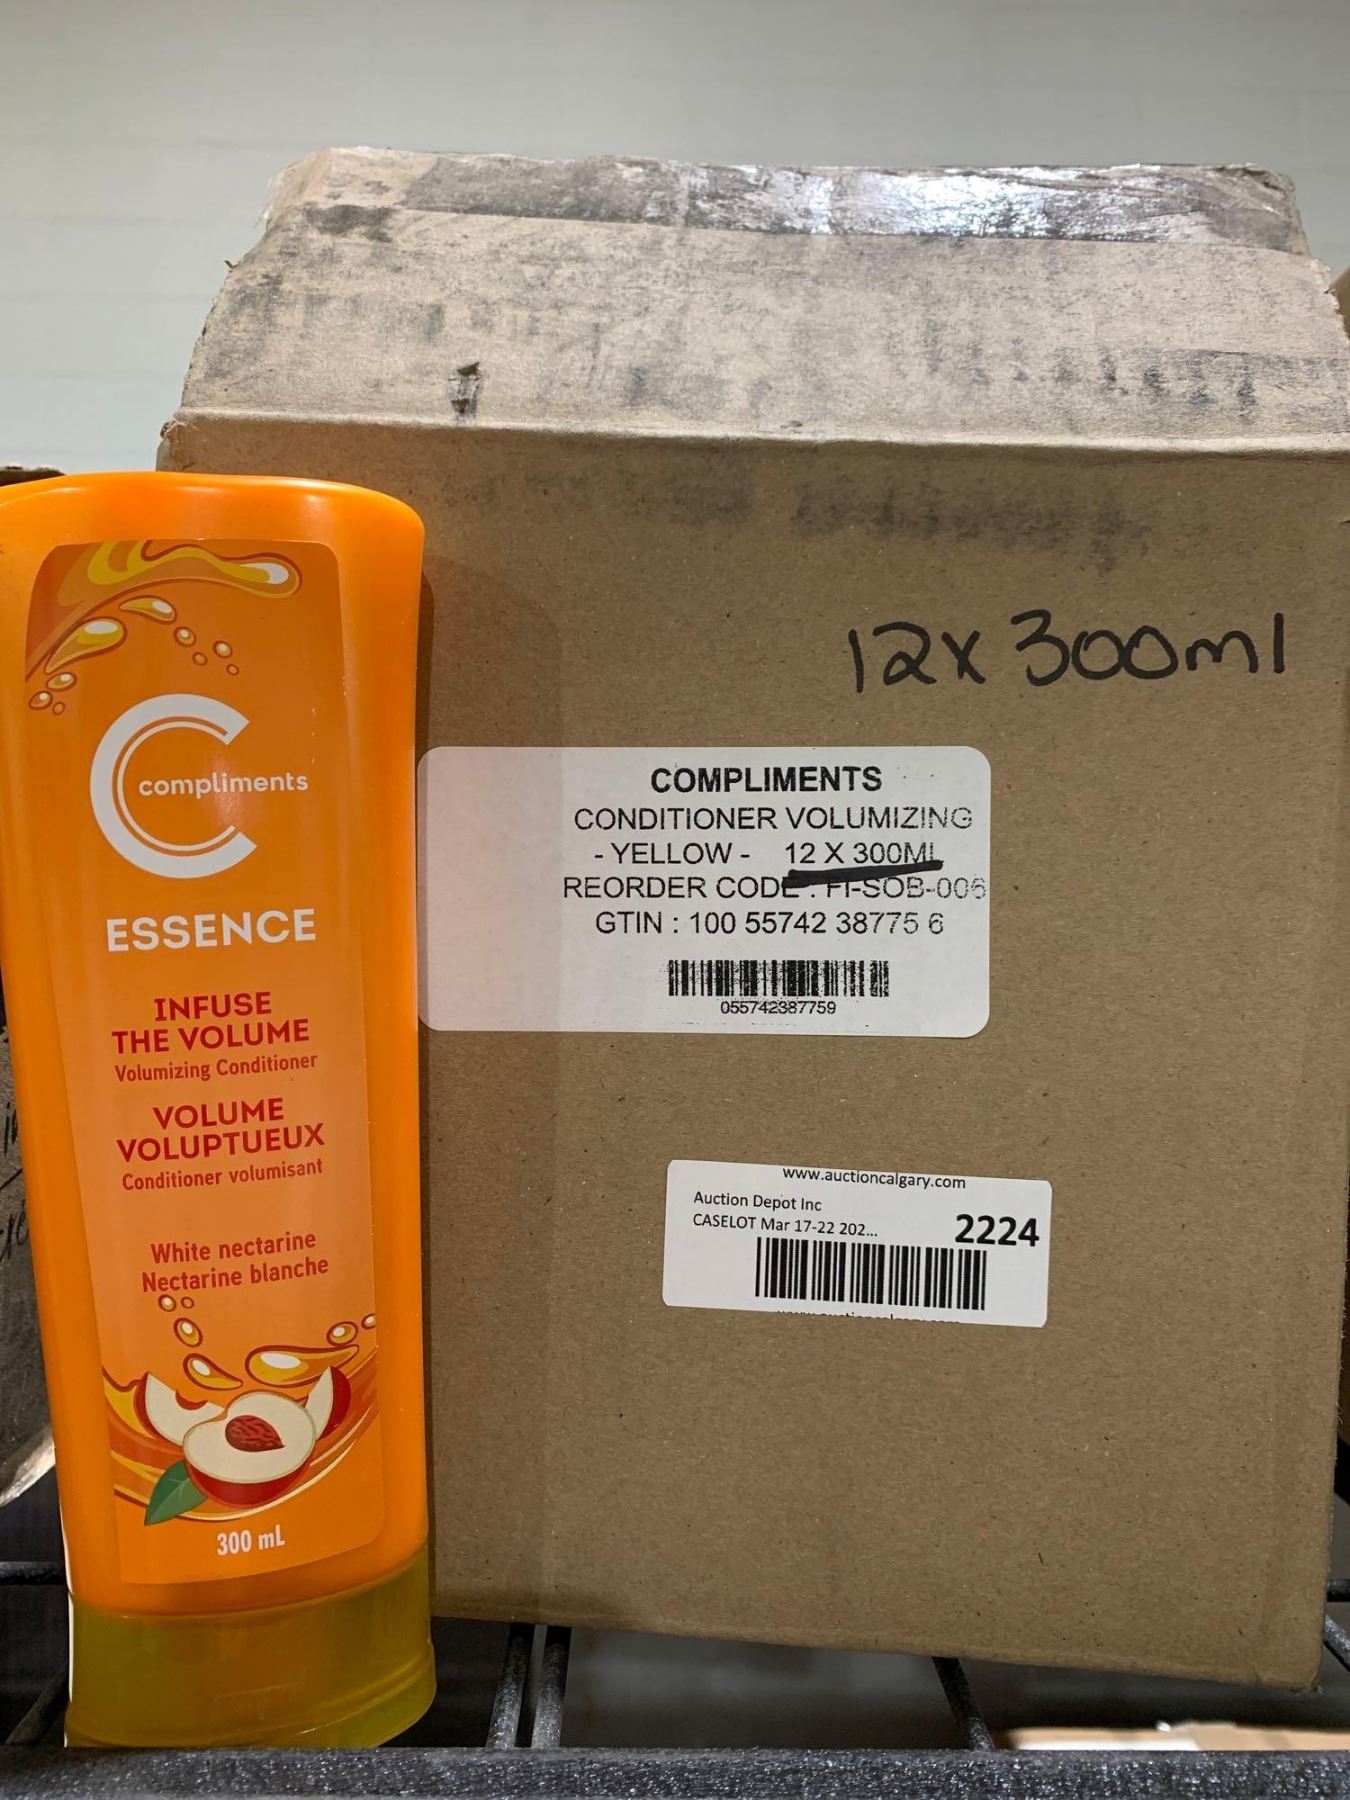 compliments
ESSENCE
INFUSE
THE VOLUME
Volumizing Conditioner
VOLUME
VOLUPTUEUX
Conditioner volumisant
White nectarine
Nectarine blanche
300 mL
12x300ml
COMPLIMENTS
CONDITIONER VOLUMIZING
- YELLOW - 12 X 300ML
REORDER CODE : FI-SOB-006
GTIN : 100 55742 38775 6
055742387759
www.auctioncalgary.com
Auction Depot Inc
CASELOT Mar 17-22 202...
2224